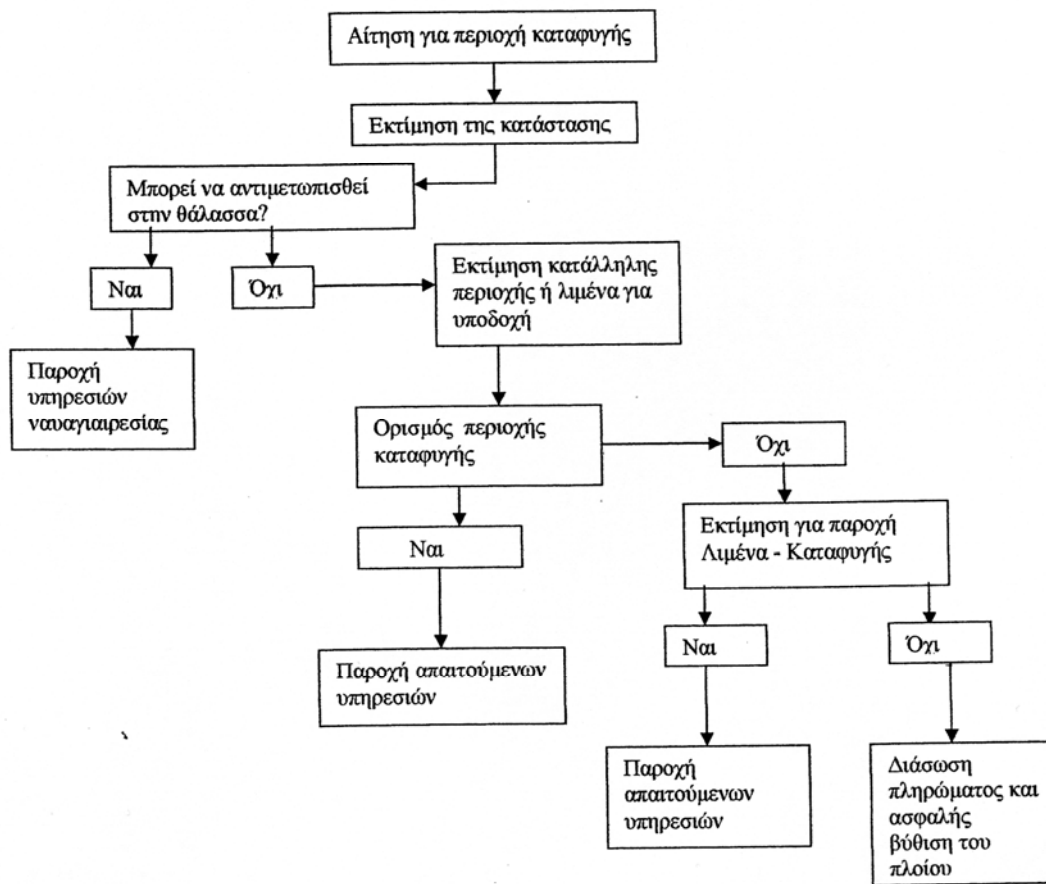 Αίτηση για περιοχή καταφυγής
Εκτίμηση της κατάστασης
Μπορεί να αντιμετωπισθεί
στην θάλασσα?
Ναι
Όχι
Εκτίμηση κατάλληλης
περιοχής ή λιμένα για
υποδοχή
Παροχή
υπηρεσιών
ναυαγιαιρεσίας
Ορισμός περιοχής
καταφυγής
Όχι
Ναι
Εκτίμηση για παροχή
Λιμένα - Καταφυγής
Παροχή απαιτούμενων
υπηρεσιών
Ναι
Όχι
Παροχή
απαιτούμενων
υπηρεσιών
Διάσωση
πληρώματος και
ασφαλής
βύθιση του
πλοίου